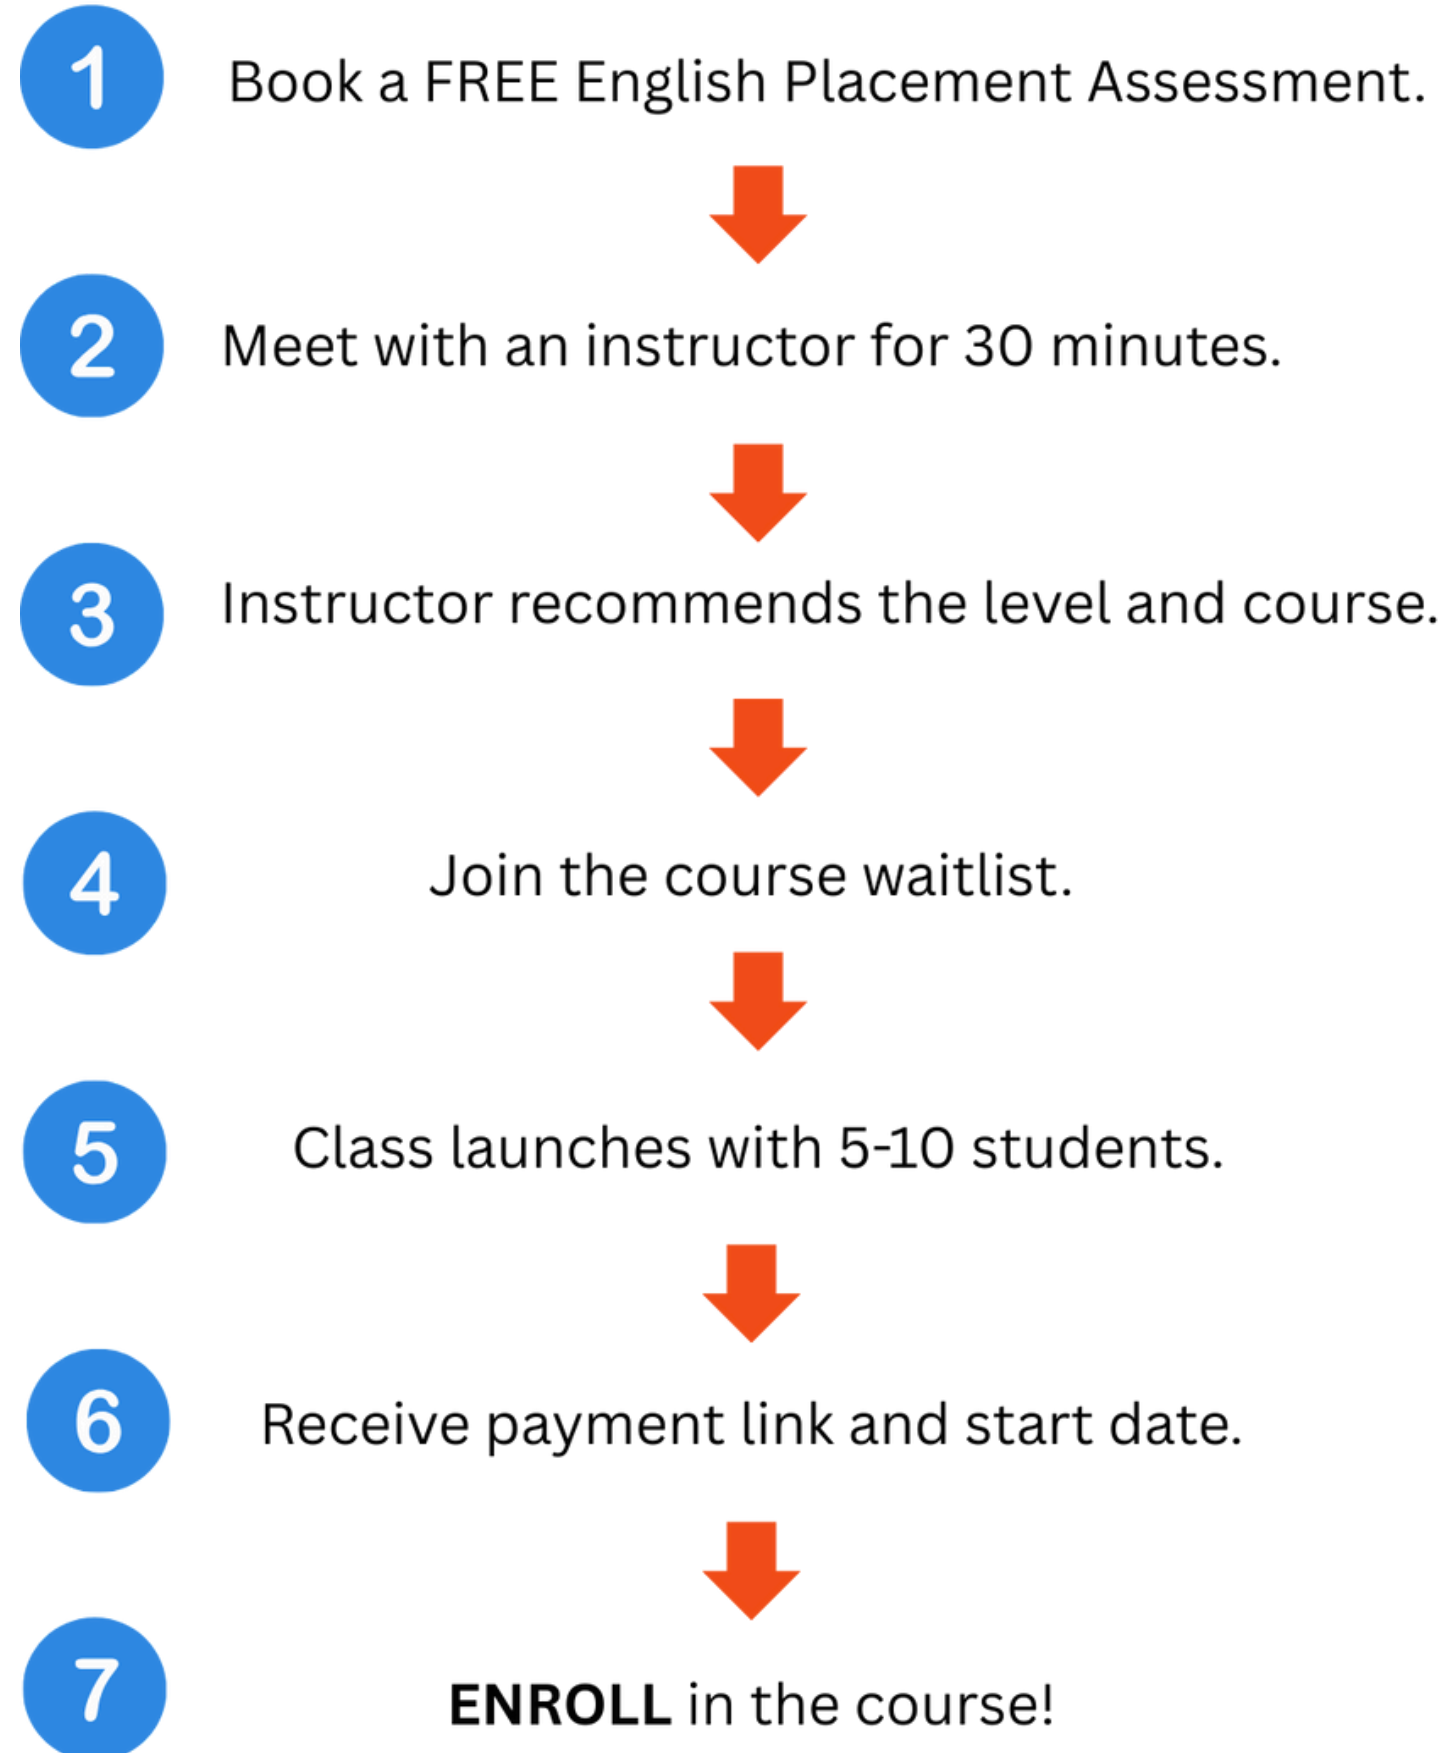 1 Book a FREE English Placement Assessment.
2 Meet with an instructor for 30 minutes.
3 Instructor recommends the level and course.
4 Join the course waitlist.
5 Class launches with 5-10 students.
6 Receive payment link and start date.
7 ENROLL in the course!